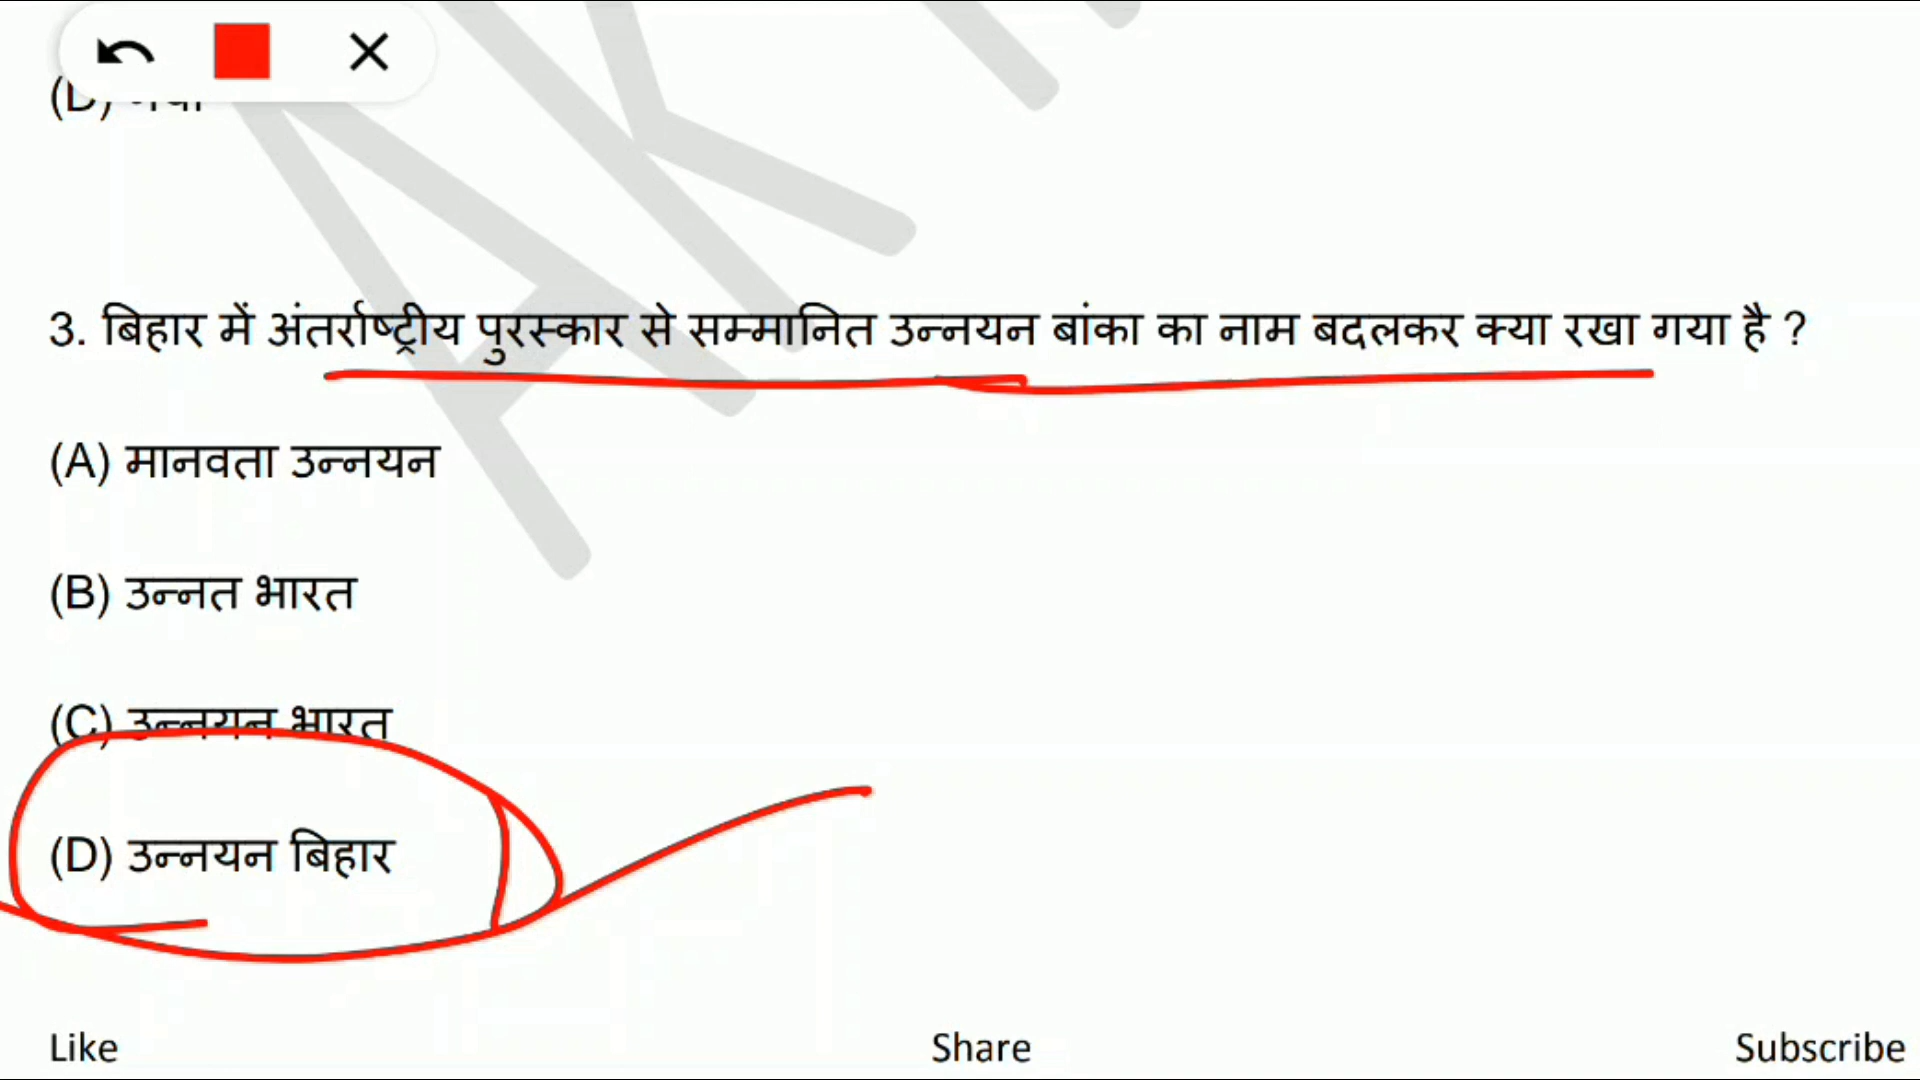 (D)
3. बिहार में अंतर्राष्ट्रीय पुरस्कार से सम्मानित उन्नयन बांका का नाम बदलकर क्या रखा गया है ?
(A) मानवता उन्नयन
(B) उन्नत भारत
(C) उन्नयन भारत
(D) उन्नयन बिहार
Like Share Subscribe